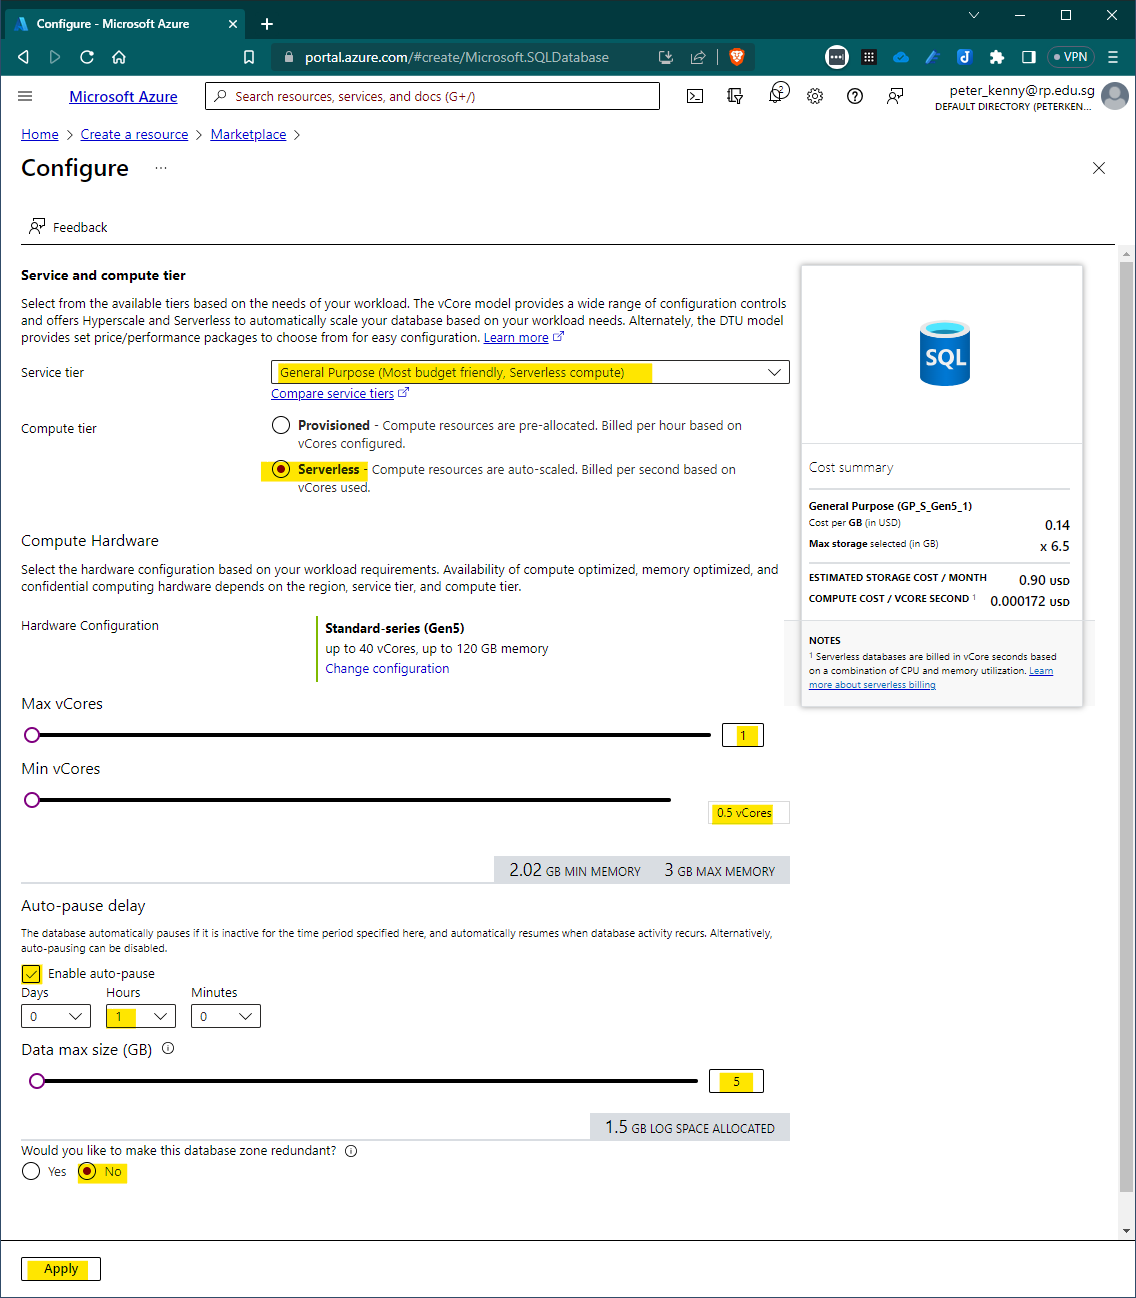 Configure - Microsoft Azure
portal.azure.com/#create/Microsoft.SQLDatabase
VPN
Microsoft Azure
Search resources, services, and docs (G+/)
2
peter_kenny@rp.edu.sg
DEFAULT DIRECTORY (PETERKEN...
Home > Create a resource > Marketplace >
Configure ...
Feedback
Service and compute tier
Select from the available tiers based on the needs of your workload. The vCore model provides a wide range of configuration controls
and offers Hyperscale and Serverless to automatically scale your database based on your workload needs. Alternately, the DTU model
provides set price/performance packages to choose from for easy configuration. Learn more
Service tier
General Purpose (Most budget friendly, Serverless compute)
Compare service tiers
Compute tier
Provisioned - Compute resources are pre-allocated. Billed per hour based on
vCores configured.
Serverless - Compute resources are auto-scaled. Billed per second based on
vCores used.
Compute Hardware
Select the hardware configuration based on your workload requirements. Availability of compute optimized, memory optimized, and
confidential computing hardware depends on the region, service tier, and compute tier.
Hardware Configuration
Standard-series (Gen5)
up to 40 vCores, up to 120 GB memory
Change configuration
Max vCores
1
Min vCores
0.5 vCores
2.02 GB MIN MEMORY 3 GB MAX MEMORY
Auto-pause delay
The database automatically pauses if it is inactive for the time period specified here, and automatically resumes when database activity recurs. Alternatively,
auto-pausing can be disabled.
Enable auto-pause
Days Hours Minutes
0 1 0
Data max size (GB)
5
1.5 GB LOG SPACE ALLOCATED
Would you like to make this database zone redundant?
Yes No
Apply
SQL
Cost summary
General Purpose (GP_S_Gen5_1)
Cost per GB (in USD) 0.14
Max storage selected (in GB) x 6.5
ESTIMATED STORAGE COST / MONTH 0.90 USD
COMPUTE COST / VCORE SECOND 1 0.000172 USD
NOTES
1 Serverless databases are billed in vCore seconds based
on a combination of CPU and memory utilization. Learn
more about serverless billing